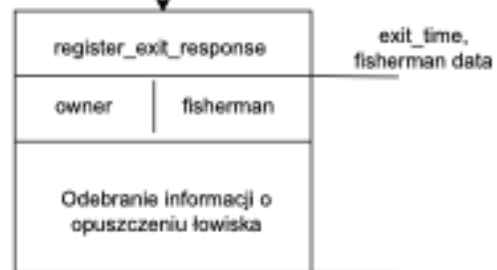 register_exit_response
exit_time,
fisherman data
owner
fisherman
Odebranie informacji o
opuszczeniu łowiska